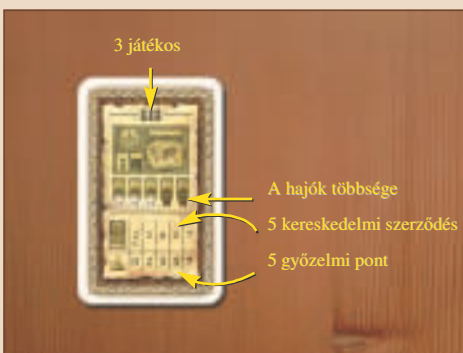 3 játékos
A hajók többsége
5 kereskedelmi szerződés
5 győzelmi pont